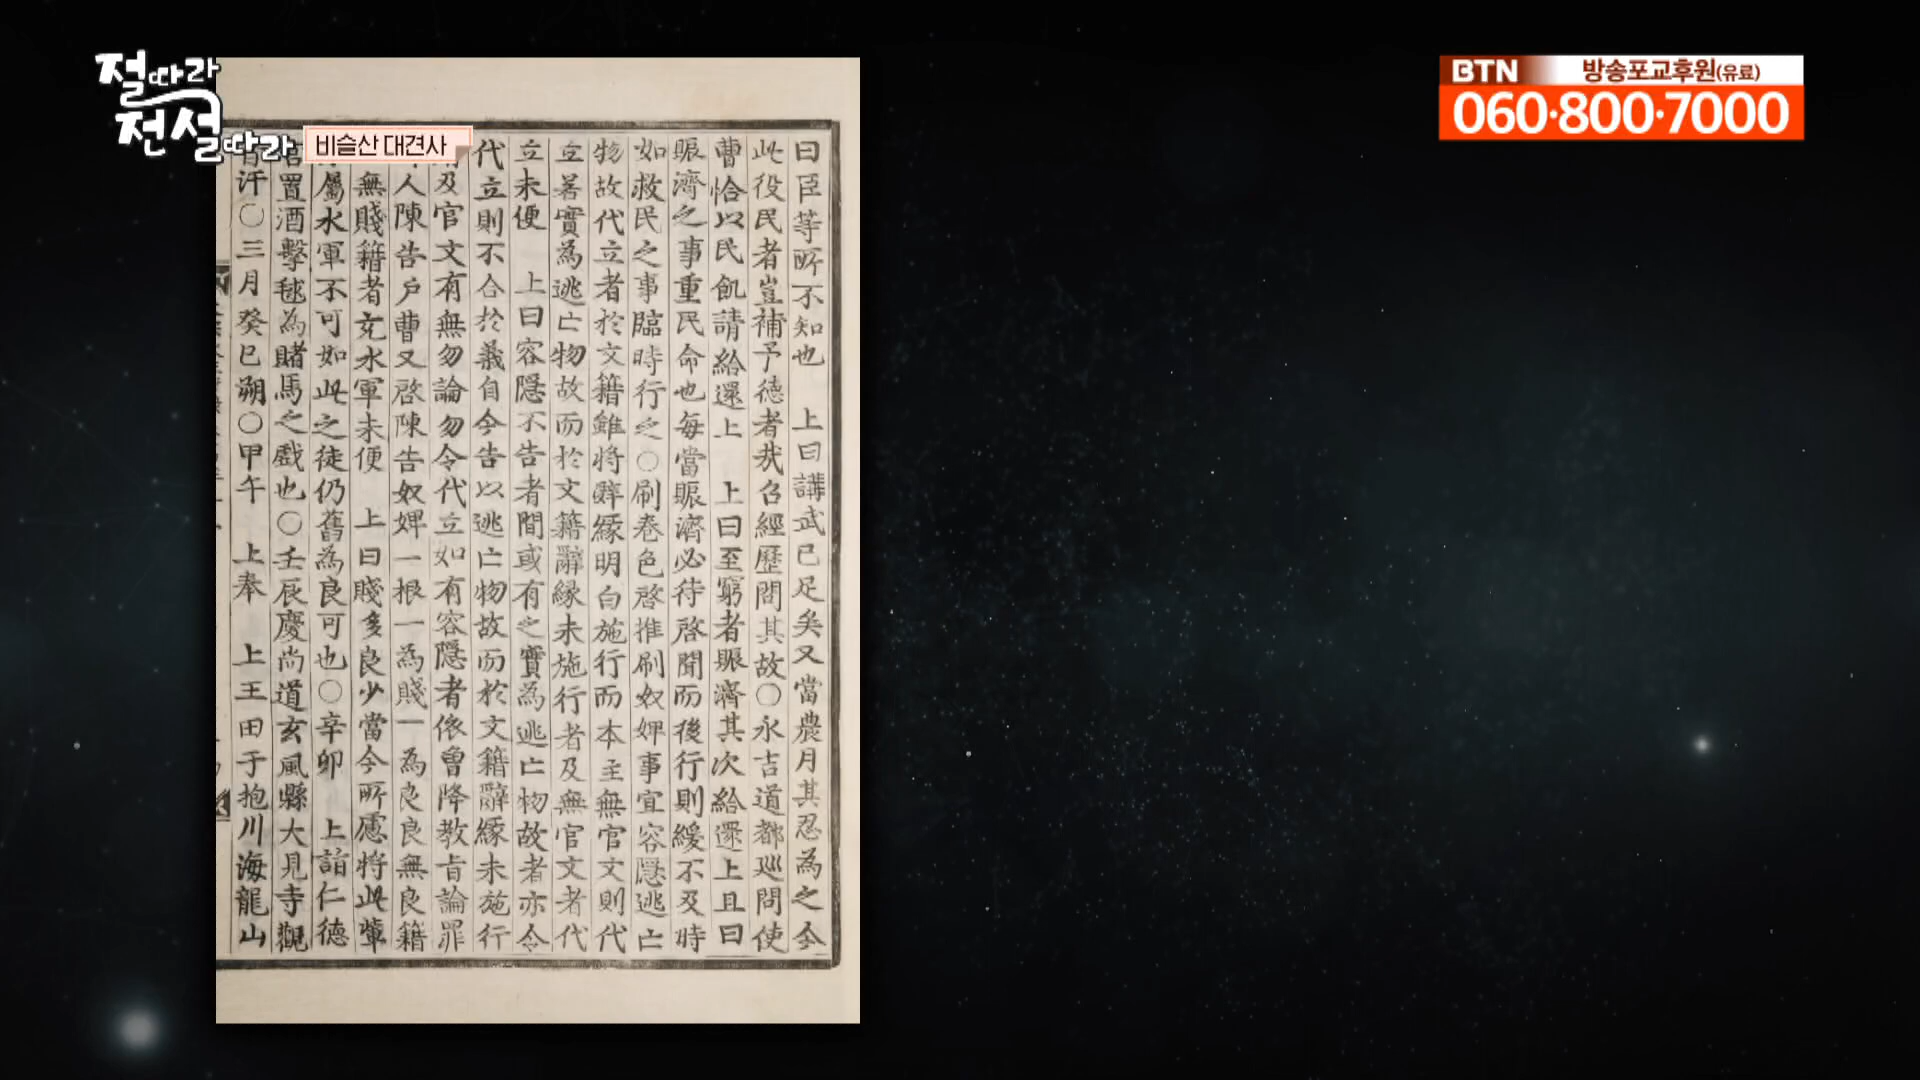 절따라
전설따라
비슬산 대견사
BTN 방송포교후원(유료)
060·800·7000
曰臣等所不知也 上曰講武已足矣又當農月其忍為之今
此役民者豈補予德者哉召經歷問其故〇永吉道都巡問使
曹恰以民飢請給還上 上曰至窮者賑濟其次給還上且曰
賑濟之事重民命也每當賑濟必待啓聞而後行則緩不及時
如救民之事臨時行之〇刷卷色啓推刷奴婢事宜容隱逃亡
物故代立者於文籍雖將辭緣明白施行而本主無官文則代
立若實為逃亡物故而於文籍辭緣未施行者及無官文者代
立未便 上曰容隱不告者間或有之實為逃亡物故者亦令
代立則不合於義自今告以逃亡物故而於文籍辭緣未施行
及官文有無勿論勿令代立如有容隱者依曾降教旨論罪
人陳告戶曹又啓陳告奴婢一根一為賤一為良良無良籍
無賤籍者充水軍未便 上曰賤多良少當今所慮將此輩
屬水軍不可如此之徒仍舊為良可也〇辛卯 上詣仁德
宮置酒擊毬為賭馬之戲也〇壬辰慶尚道玄風縣大見寺觀
音汗〇三月癸巳朔〇甲午 上奉 上王田于抱川海龍山